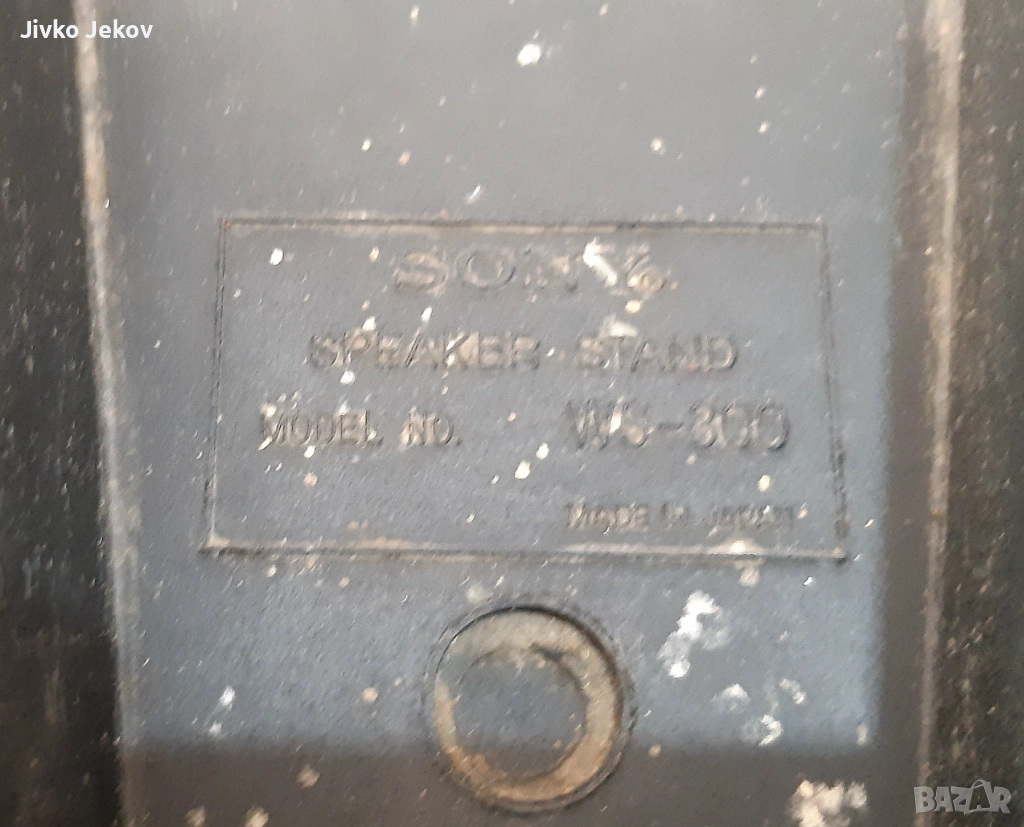 Jivko Jekov
SONY
SPEAKER STAND
MODEL NO. WS-300
MADE IN JAPAN
BAZAR